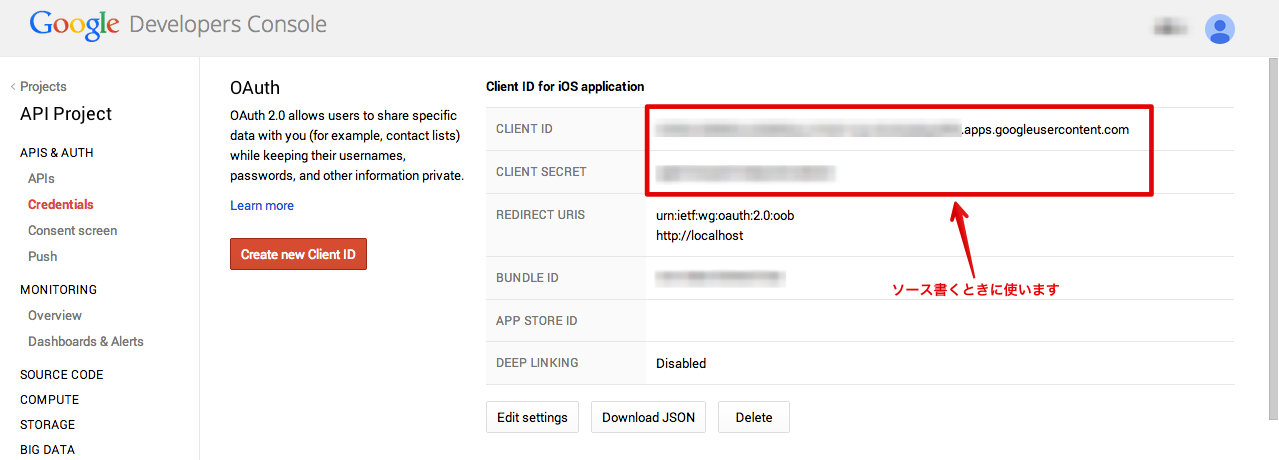 Google Developers Console
Projects
API Project
APIS & AUTH
APIs
Credentials
Consent screen
Push
MONITORING
Overview
Dashboards & Alerts
SOURCE CODE
COMPUTE
STORAGE
BIG DATA
OAuth
OAuth 2.0 allows users to share specific
data with you (for example, contact lists)
while keeping their usernames,
passwords, and other information private.
Learn more
Create new Client ID
Client ID for iOS application
CLIENT ID .apps.googleusercontent.com
CLIENT SECRET
REDIRECT URIS urn:ietf:wg:oauth:2.0:oob
http://localhost
BUNDLE ID
ソース書くときに使います
APP STORE ID
DEEP LINKING Disabled
Edit settings Download JSON Delete